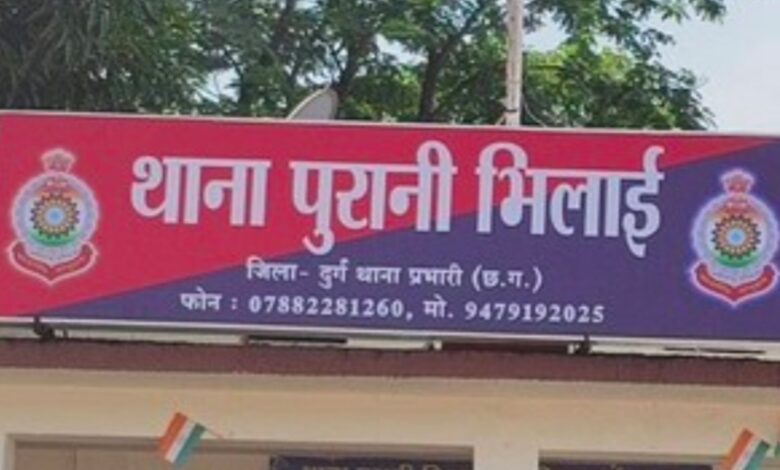 थाना पुरानी भिलाई
जिला- दुर्ग थाना प्रभारी (छ.ग.)
फोन : 07882281260, मो. 9479192025